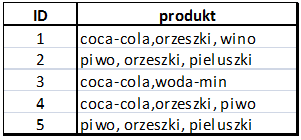 ID produkt
1 coca-cola,orzeszki, wino
2 piwo, orzeszki, pieluszki
3 coca-cola,woda-min
4 coca-cola,orzeszki, piwo
5 piwo, orzeszki, pieluszki